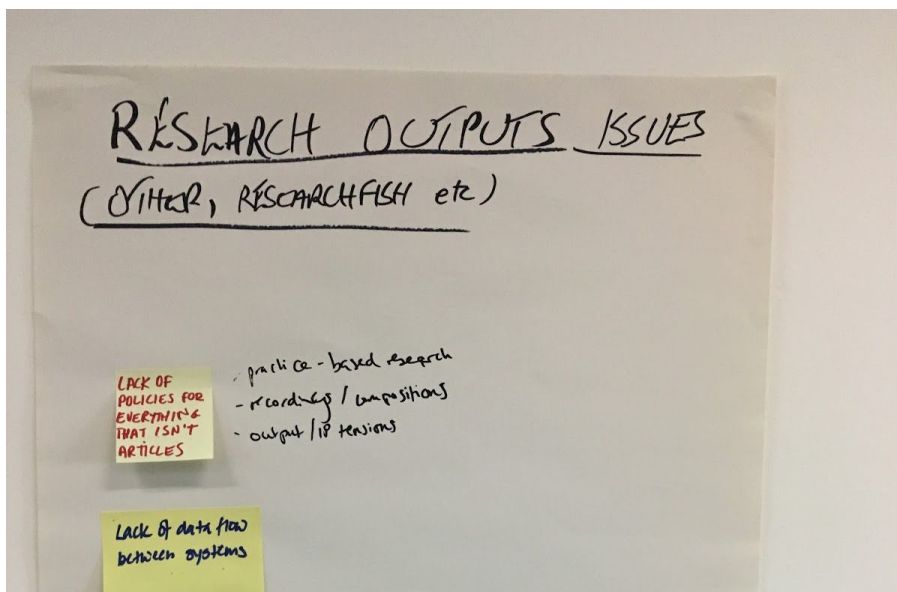 RESEARCH OUTPUTS ISSUES
(OTHER, RESEARCHFISH etc)
LACK OF
POLICIES FOR
EVERYTHING
THAT ISN'T
ARTICLES
- practice-based research
- recordings / compositions
- output / IP tensions
Lack of data flow
between systems